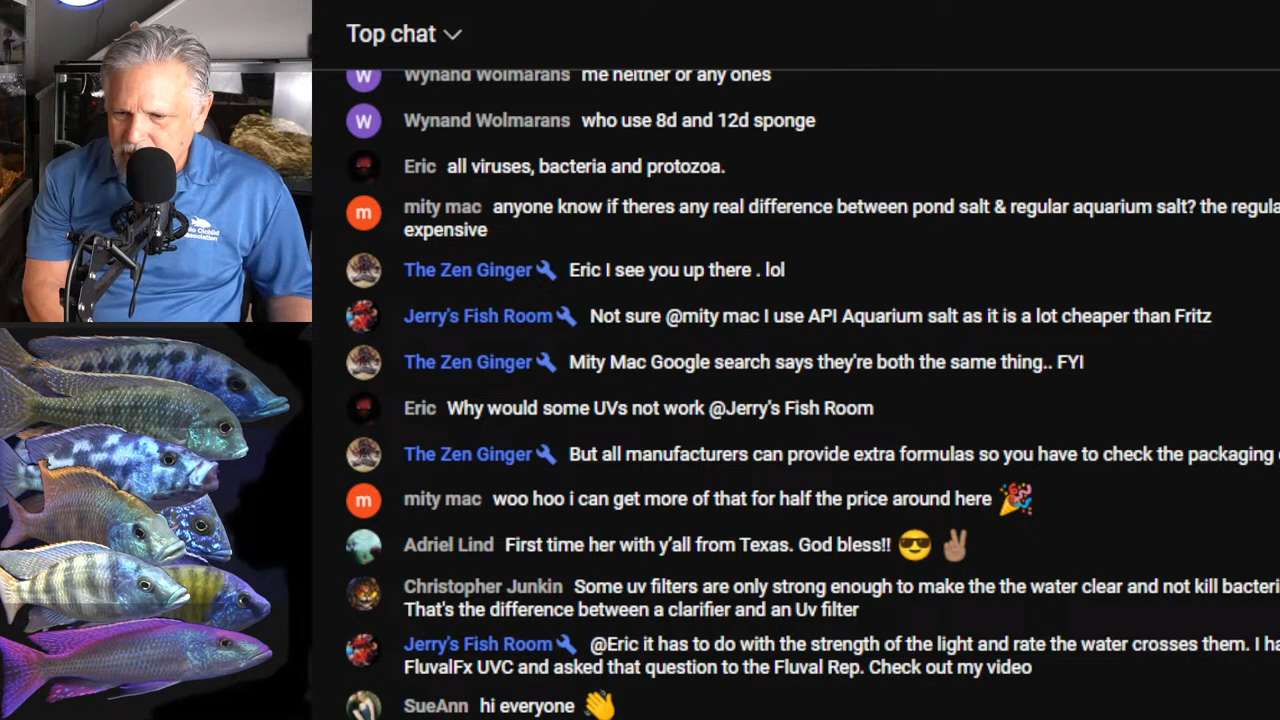 Top chat
W Wynand Wolmarans me neither or any ones
W Wynand Wolmarans who use 8d and 12d sponge
Eric all viruses, bacteria and protozoa.
m mity mac anyone know if theres any real difference between pond salt & regular aquarium salt? the regula
expensive
The Zen Ginger Eric I see you up there . lol
Jerry's Fish Room Not sure @mity mac I use API Aquarium salt as it is a lot cheaper than Fritz
The Zen Ginger Mity Mac Google search says they're both the same thing.. FYI
Eric Why would some UVs not work @Jerry's Fish Room
The Zen Ginger But all manufacturers can provide extra formulas so you have to check the packaging
m mity mac woo hoo i can get more of that for half the price around here 🎉
Adriel Lind First time her with y'all from Texas. God bless!! 😎 ✌🏽
Christopher Junkin Some uv filters are only strong enough to make the the water clear and not kill bacteri
That's the difference between a clarifier and an Uv filter
Jerry's Fish Room @Eric it has to do with the strength of the light and rate the water crosses them. I ha
FluvalFx UVC and asked that question to the Fluval Rep. Check out my video
SueAnn hi everyone 👋